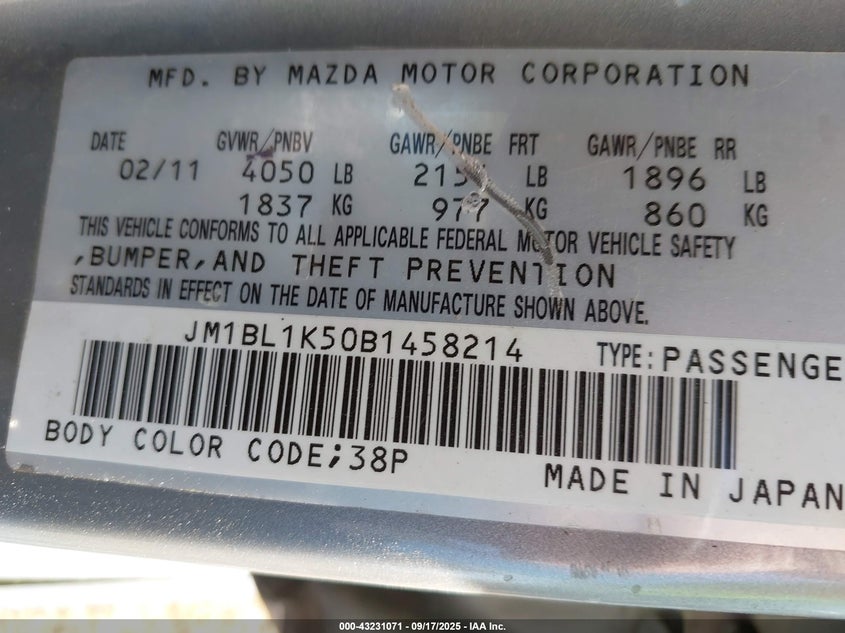 MFD. BY MAZDA MOTOR CORPORATION
DATE GVWR/PNBV GAWR/PNBE FRT GAWR/PNBE RR
02/11 4050 LB LB 1896 LB
1837 KG 977 KG 860 KG
THIS VEHICLE CONFORMS TO ALL APPLICABLE FEDERAL MOTOR VEHICLE SAFETY
,BUMPER,AND THEFT PREVENTION
STANDARDS IN EFFECT ON THE DATE OF MANUFACTURE SHOWN ABOVE.
JM1BL1K50B1458214 TYPE:PASSENGE
BODY COLOR CODE;38P
MADE IN JAPAN
000-43231071 - 09/17/2025 - IAA Inc.